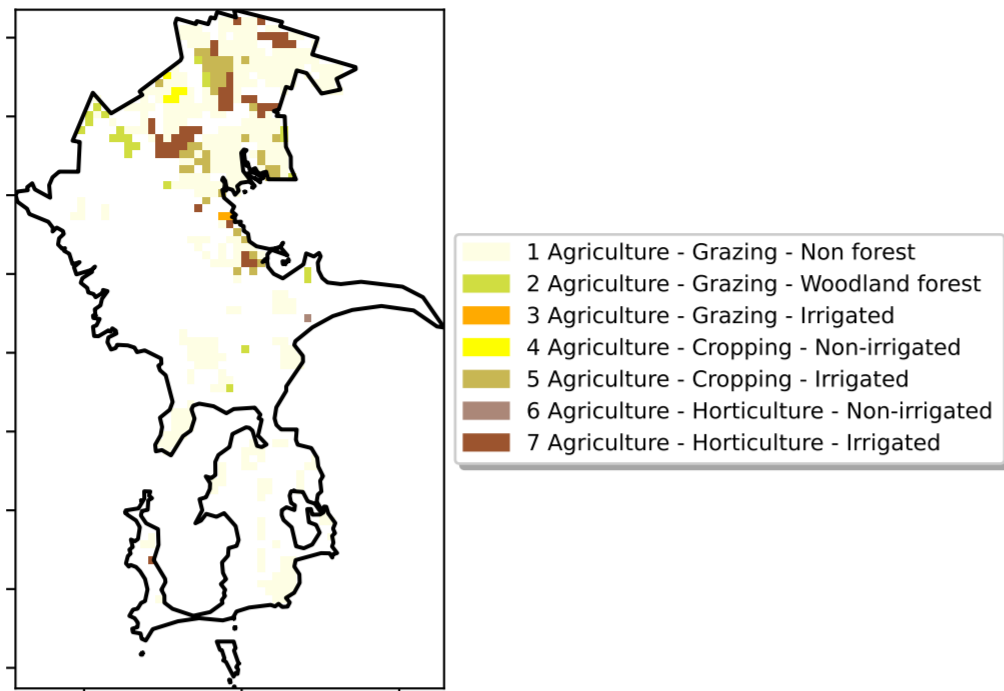 1 Agriculture - Grazing - Non forest
2 Agriculture - Grazing - Woodland forest
3 Agriculture - Grazing - Irrigated
4 Agriculture - Cropping - Non-irrigated
5 Agriculture - Cropping - Irrigated
6 Agriculture - Horticulture - Non-irrigated
7 Agriculture - Horticulture - Irrigated